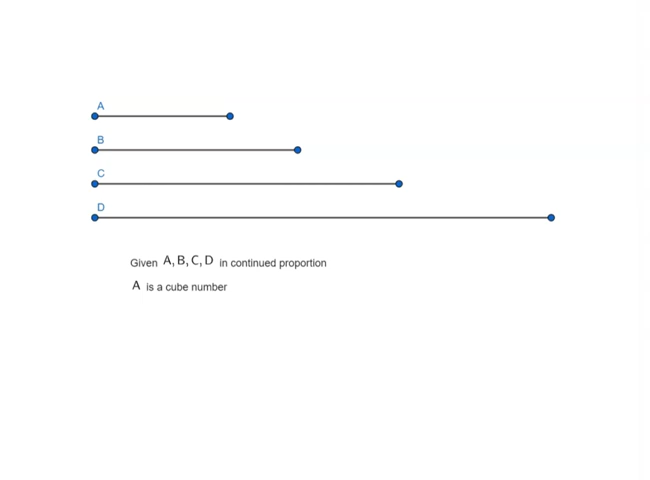 A
B
C
D
Given A, B, C, D in continued proportion
A is a cube number